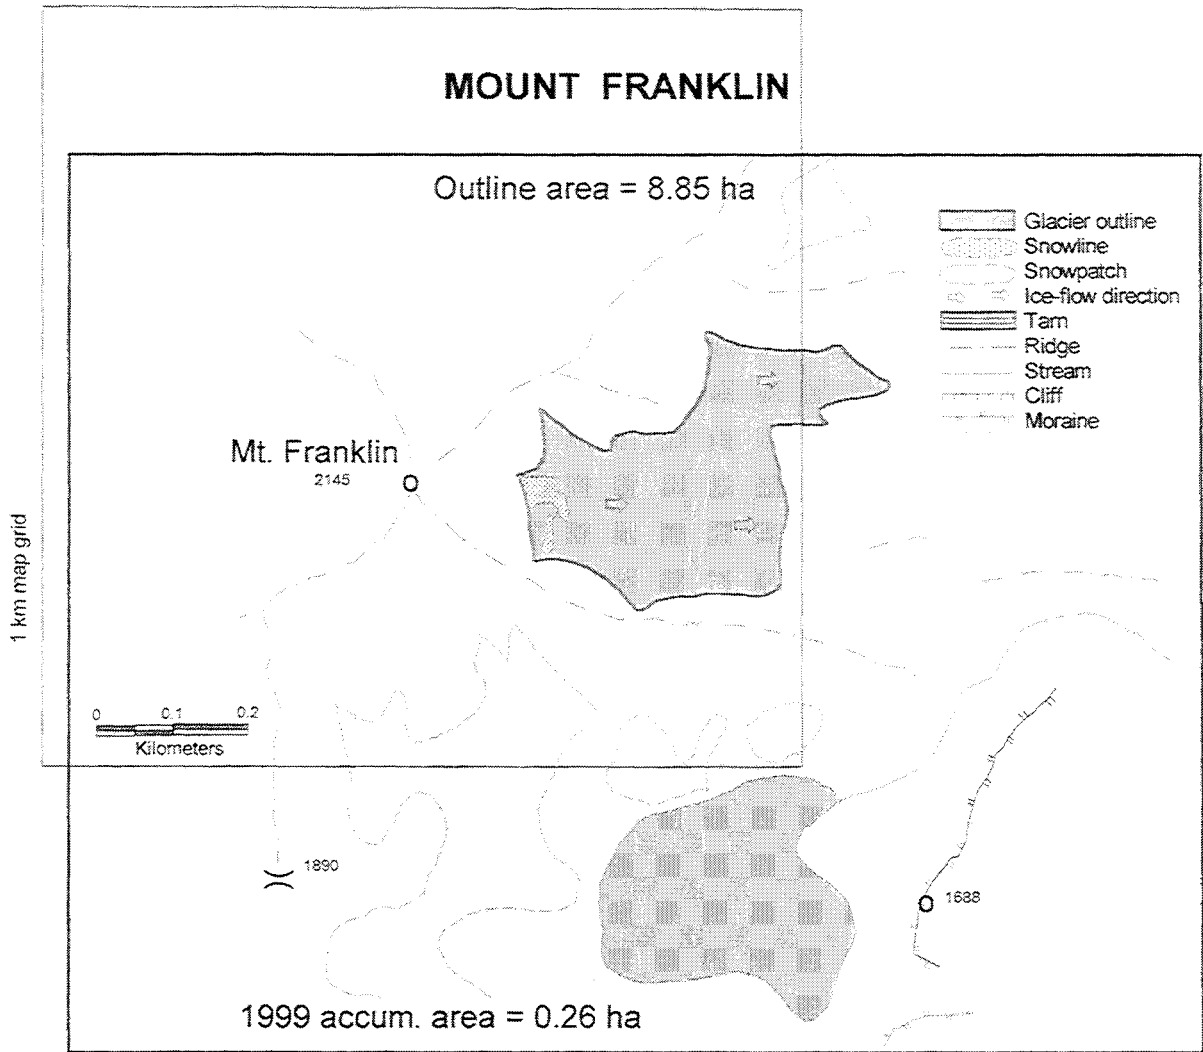 MOUNT FRANKLIN
Outline area = 8.85 ha
Glacier outline
Snowline
Snowpatch
Ice-flow direction
Tarn
Ridge
Stream
Cliff
Moraine
Mt. Franklin
2145
1 km map grid
0 0.1 0.2
Kilometers
1890
1688
1999 accum. area = 0.26 ha